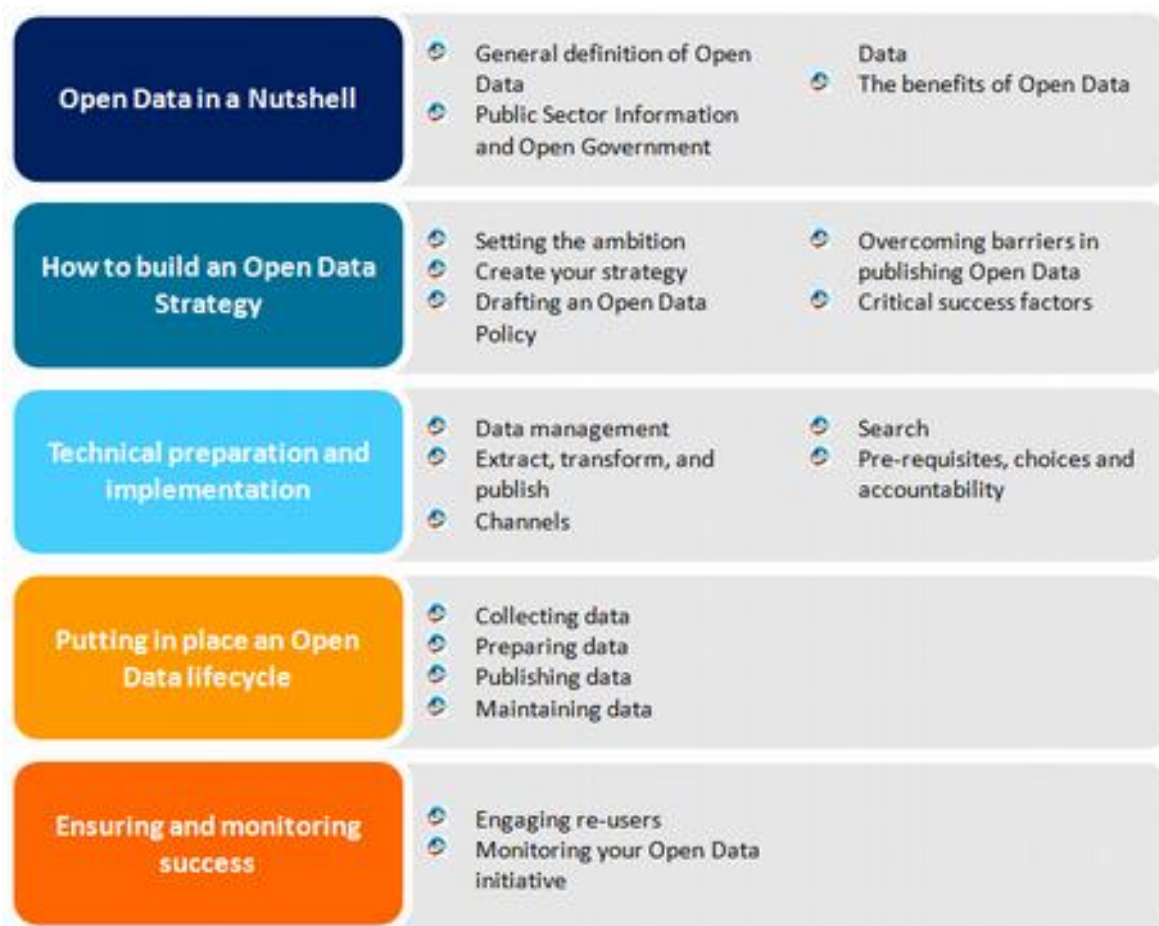 Open Data in a Nutshell
General definition of Open
Data
Public Sector Information
and Open Government
Data
The benefits of Open Data
How to build an Open Data
Strategy
Setting the ambition
Create your strategy
Drafting an Open Data
Policy
Overcoming barriers in
publishing Open Data
Critical success factors
Technical preparation and
implementation
Data management
Extract, transform, and
publish
Channels
Search
Pre-requisites, choices and
accountability
Putting in place an Open
Data lifecycle
Collecting data
Preparing data
Publishing data
Maintaining data
Ensuring and monitoring
success
Engaging re-users
Monitoring your Open Data
initiative